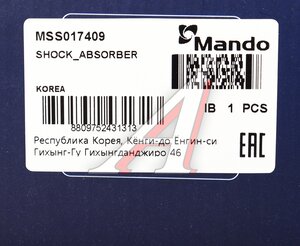 MSS017409
Mando
SHOCK_ABSORBER
KOREA
IB 1 PCS
8809752431313
Республика Корея, Кенги-до Енгин-си
Гихынг-Гу Гихынгданджиро 46
EAC